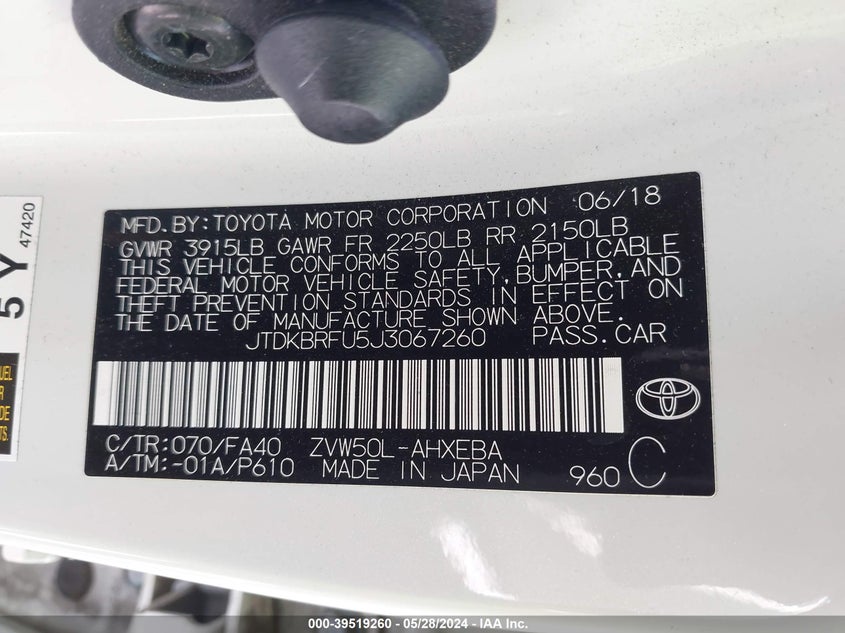 MFD.BY:TOYOTA MOTOR CORPORATION 06/18
GVWR 3915LB GAWR FR 2250LB RR 2150LB
THIS VEHICLE CONFORMS TO ALL APPLICABLE
FEDERAL MOTOR VEHICLE SAFETY,BUMPER,AND
THEFT PREVENTION STANDARDS IN EFFECT ON
THE DATE OF MANUFACTURE SHOWN ABOVE.
JTDKBRFU5J3067260 PASS.CAR
C/TR:070/FA40 ZVW50L-AHXEBA
A/TM:-01A/P610 MADE IN JAPAN 960 C
5 Y
47420
000-39519260 - 05/28/2024 - IAA Inc.